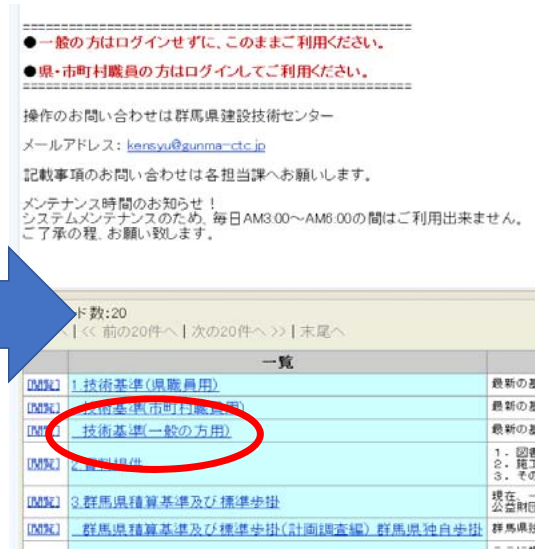 ============================================
●一般の方はログインせずに、このままご利用ください。
●県・市町村職員の方はログインしてご利用ください。
============================================
操作のお問い合わせは群馬県建設技術センター
メールアドレス: kensyu@gunma-ctc.jp
記載事項のお問い合わせは各担当課へお願いします。
メンテナンス時間のお知らせ！
システムメンテナンスのため、毎日AM3:00～AM6:00の間はご利用出来ません。
ご了承の程、お願い致します。
ド数:20
へ | << 前の20件へ | 次の20件へ >> | 末尾へ
一覧
[閲覧] 1.技術基準(県職員用) 最新の基
[閲覧] 技術基準(市町村職員用) 最新の基
[閲覧] 技術基準(一般の方用) 最新の基
[閲覧] 2.資料提供 1. 図書
2. 施工
3. その
[閲覧] 3.群馬県積算基準及び標準歩掛 現在、一
公益財団
[閲覧] 群馬県積算基準及び標準歩掛(計画調査編) 群馬県独自歩掛 群馬県独